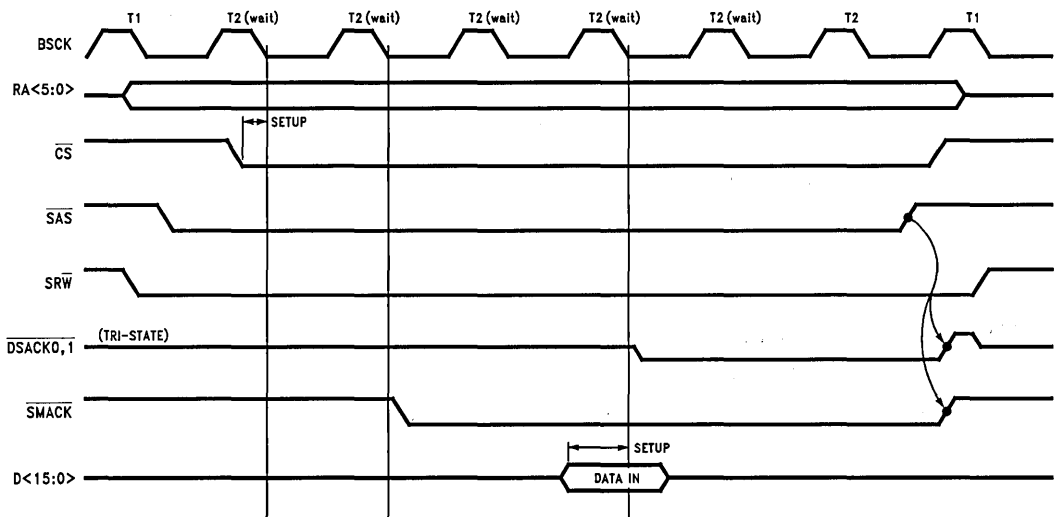 T1 T2 (wait) T2 (wait) T2 (wait) T2 (wait) T2 (wait) T2 T1
BSCK
RA<5:0>
SETUP
CS
SAS
SRW
(TRI-STATE)
DSACK0,1
SMACK
SETUP
D<15:0> DATA IN